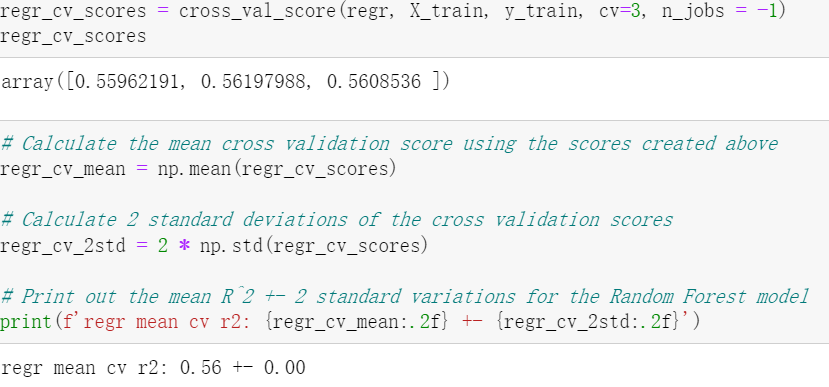 regr_cv_scores = cross_val_score(regr, X_train, y_train, cv=3, n_jobs = -1)
regr_cv_scores
array([0.55962191, 0.56197988, 0.5608536 ])
# Calculate the mean cross validation score using the scores created above
regr_cv_mean = np.mean(regr_cv_scores)
# Calculate 2 standard deviations of the cross validation scores
regr_cv_2std = 2 * np.std(regr_cv_scores)
# Print out the mean R^2 +- 2 standard variations for the Random Forest model
print(f'regr mean cv r2: {regr_cv_mean:.2f} +- {regr_cv_2std:.2f}')
regr mean cv r2: 0.56 +- 0.00